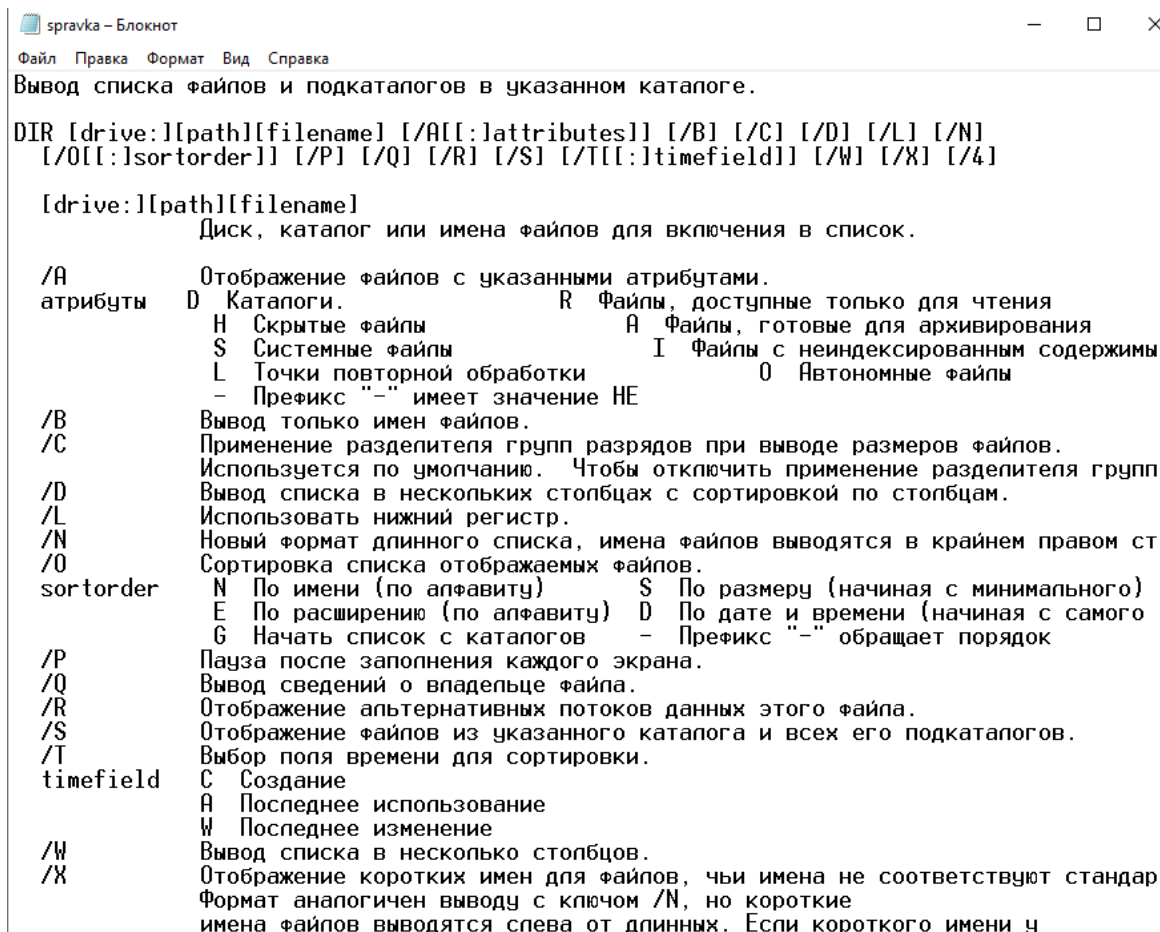 spravka – Блокнот
Файл Правка Формат Вид Справка
Вывод списка файлов и подкаталогов в указанном каталоге.
DIR [drive:][path][filename] [/A[[:]attributes]] [/B] [/C] [/D] [/L] [/N]
[/O[[:]sortorder]] [/P] [/Q] [/R] [/S] [/T[[:]timefield]] [/W] [/X] [/4]
[drive:][path][filename]
Диск, каталог или имена файлов для включения в список.
/A Отображение файлов с указанными атрибутами.
атрибуты D Каталоги. R Файлы, доступные только для чтения
H Скрытые файлы A Файлы, готовые для архивирования
S Системные файлы I Файлы с неиндексированным содержимы
L Точки повторной обработки O Автономные файлы
- Префикс "-" имеет значение НЕ
/B Вывод только имен файлов.
/C Применение разделителя групп разрядов при выводе размеров файлов.
Используется по умолчанию. Чтобы отключить применение разделителя групп
/D Вывод списка в нескольких столбцах с сортировкой по столбцам.
/L Использовать нижний регистр.
/N Новый формат длинного списка, имена файлов выводятся в крайнем правом ст
/O Сортировка списка отображаемых файлов.
sortorder N По имени (по алфавиту) S По размеру (начиная с минимального)
E По расширению (по алфавиту) D По дате и времени (начиная с самого
G Начать список с каталогов - Префикс "-" обращает порядок
/P Пауза после заполнения каждого экрана.
/Q Вывод сведений о владельце файла.
/R Отображение альтернативных потоков данных этого файла.
/S Отображение файлов из указанного каталога и всех его подкаталогов.
/T Выбор поля времени для сортировки.
timefield C Создание
A Последнее использование
W Последнее изменение
/W Вывод списка в несколько столбцов.
/X Отображение коротких имен для файлов, чьи имена не соответствуют стандар
Формат аналогичен выводу с ключом /N, но короткие
имена файлов выводятся слева от длинных. Если короткого имени у